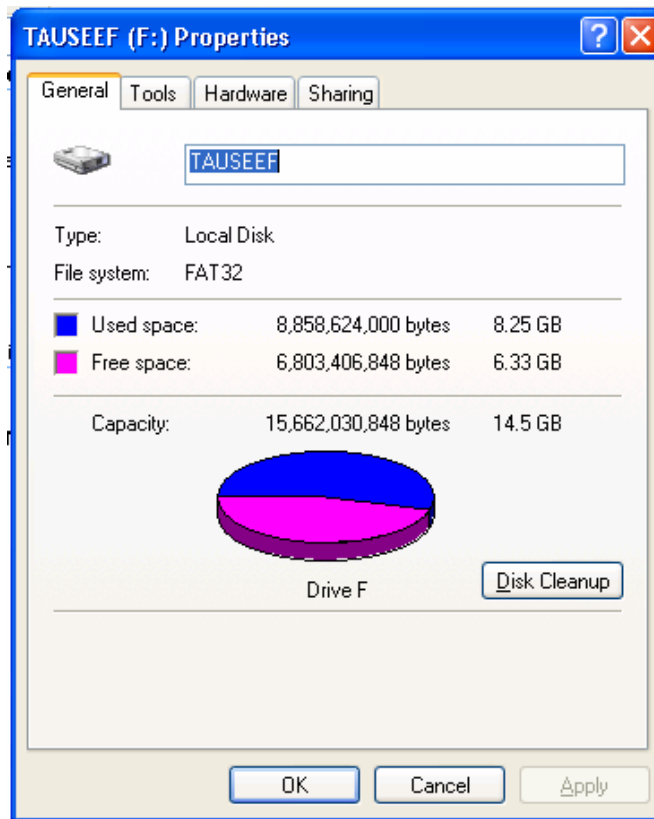 TAUSEEF (F:) Properties
General Tools Hardware Sharing
TAUSEEF
Type: Local Disk
File system: FAT32
Used space: 8,858,624,000 bytes 8.25 GB
Free space: 6,803,406,848 bytes 6.33 GB
Capacity: 15,662,030,848 bytes 14.5 GB
Drive F
Disk Cleanup
OK Cancel Apply